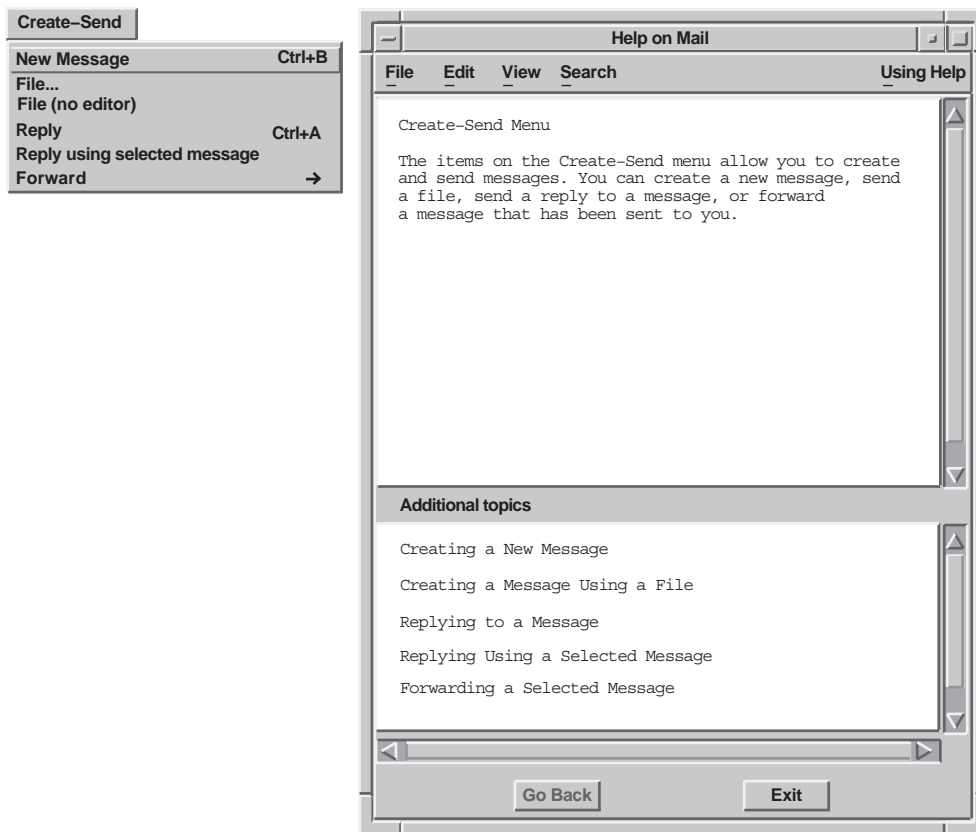 Create–Send
New Message Ctrl+B
File...
File (no editor)
Reply Ctrl+A
Reply using selected message
Forward →
Help on Mail
File Edit View Search Using Help
Create–Send Menu
The items on the Create–Send menu allow you to create
and send messages. You can create a new message, send
a file, send a reply to a message, or forward
a message that has been sent to you.
Additional topics
Creating a New Message
Creating a Message Using a File
Replying to a Message
Replying Using a Selected Message
Forwarding a Selected Message
Go Back Exit